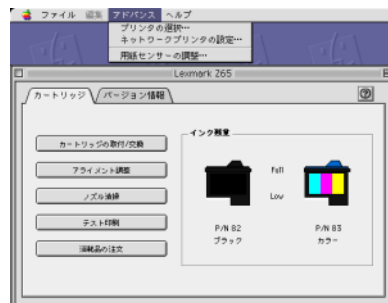 ファイル 編集 アドバンス ヘルプ
プリンタの選択…
ネットワークプリンタの設定…
用紙センサーの調整…
Lexmark Z65
カートリッジ バージョン情報
?
カートリッジの取付/交換
アライメント調整
ノズル清掃
テスト印刷
消耗品の注文
インク残量
Full
Low
P/N 82
ブラック
P/N 83
カラー